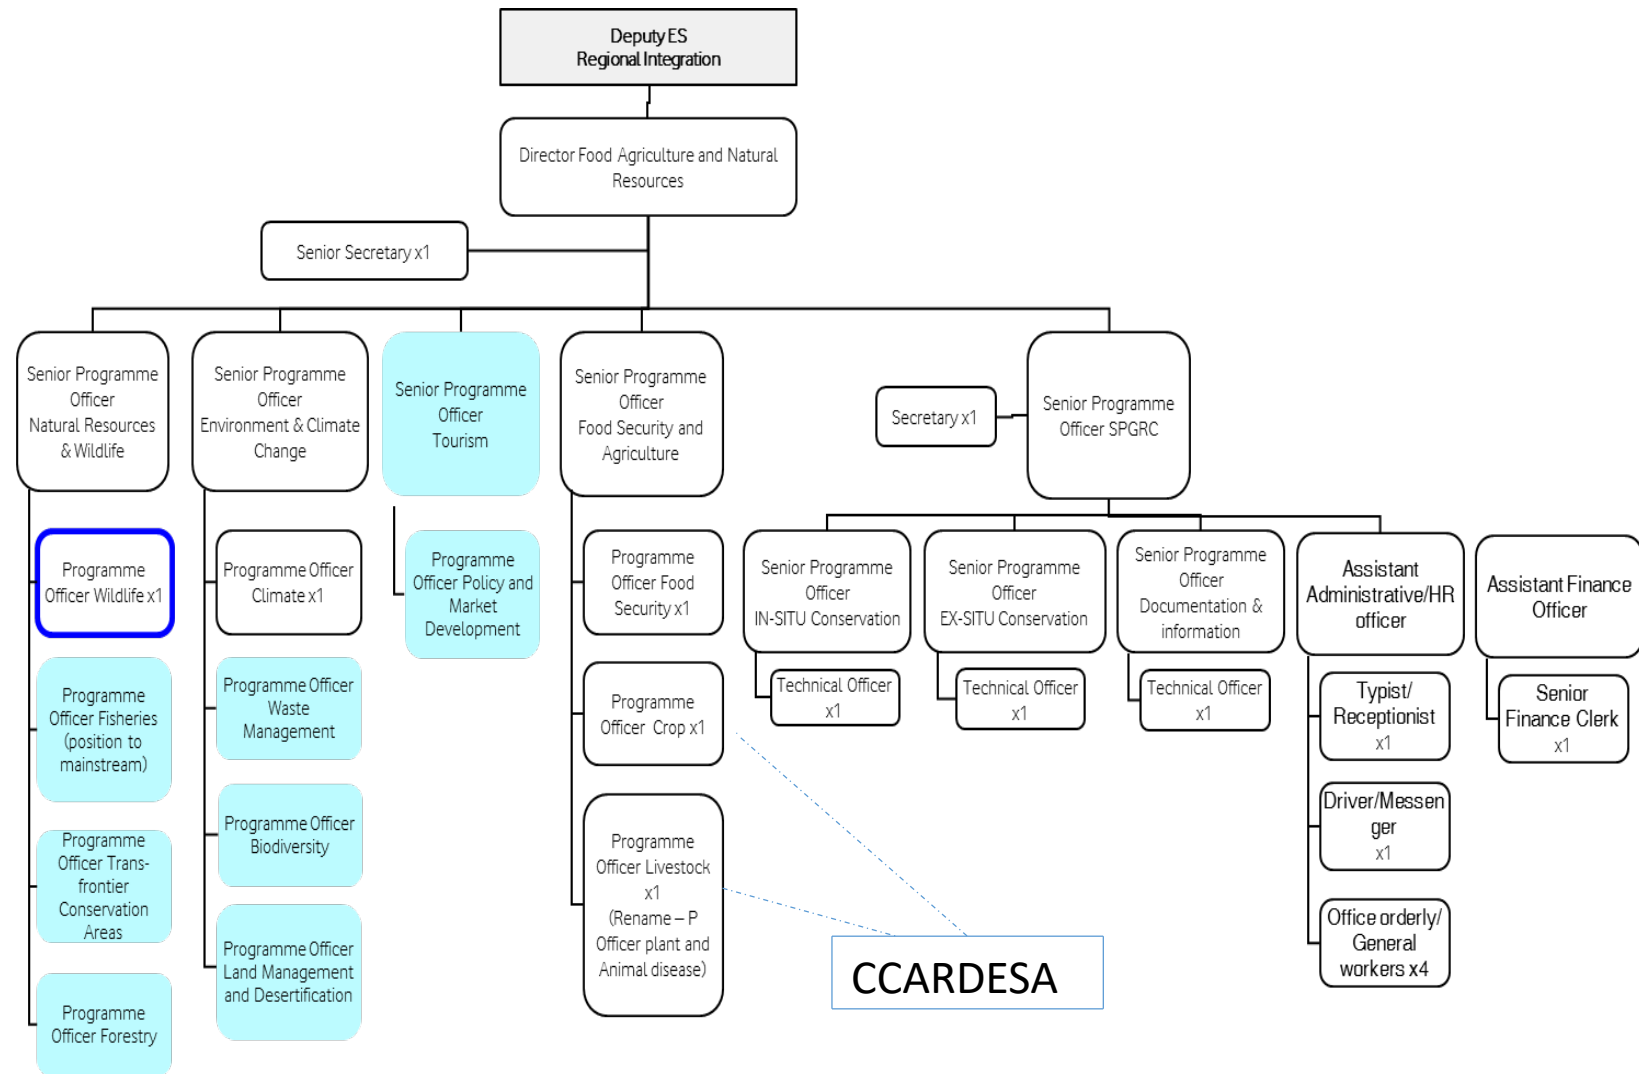 Deputy ES
Regional Integration
Director Food Agriculture and Natural
Resources
Senior Secretary x1
Senior Programme
Officer
Natural Resources
& Wildlife
Senior Programme
Officer
Environment & Climate
Change
Senior Programme
Officer
Tourism
Senior Programme
Officer
Food Security and
Agriculture
Secretary x1
Senior Programme
Officer SPGRC
Programme
Officer Wildlife x1
Programme Officer
Climate x1
Programme
Officer Policy and
Market
Development
Programme
Officer Food
Security x1
Senior Programme
Officer
IN-SITU Conservation
Senior Programme
Officer
EX-SITU Conservation
Senior Programme
Officer
Documentation &
information
Assistant
Administrative/HR
officer
Assistant Finance
Officer
Programme
Officer Fisheries
(position to
mainstream)
Programme Officer
Waste
Management
Programme
Officer Crop x1
Technical Officer
x1
Technical Officer
x1
Technical Officer
x1
Typist/
Receptionist
x1
Senior
Finance Clerk
x1
Programme
Officer Trans-
frontier
Conservation
Areas
Programme Officer
Biodiversity
Programme
Officer Livestock
x1
(Rename – P
Officer plant and
Animal disease)
Driver/Messen
ger
x1
Programme
Officer Forestry
Programme Officer
Land Management
and Desertification
CCARDESA
Office orderly/
General
workers x4